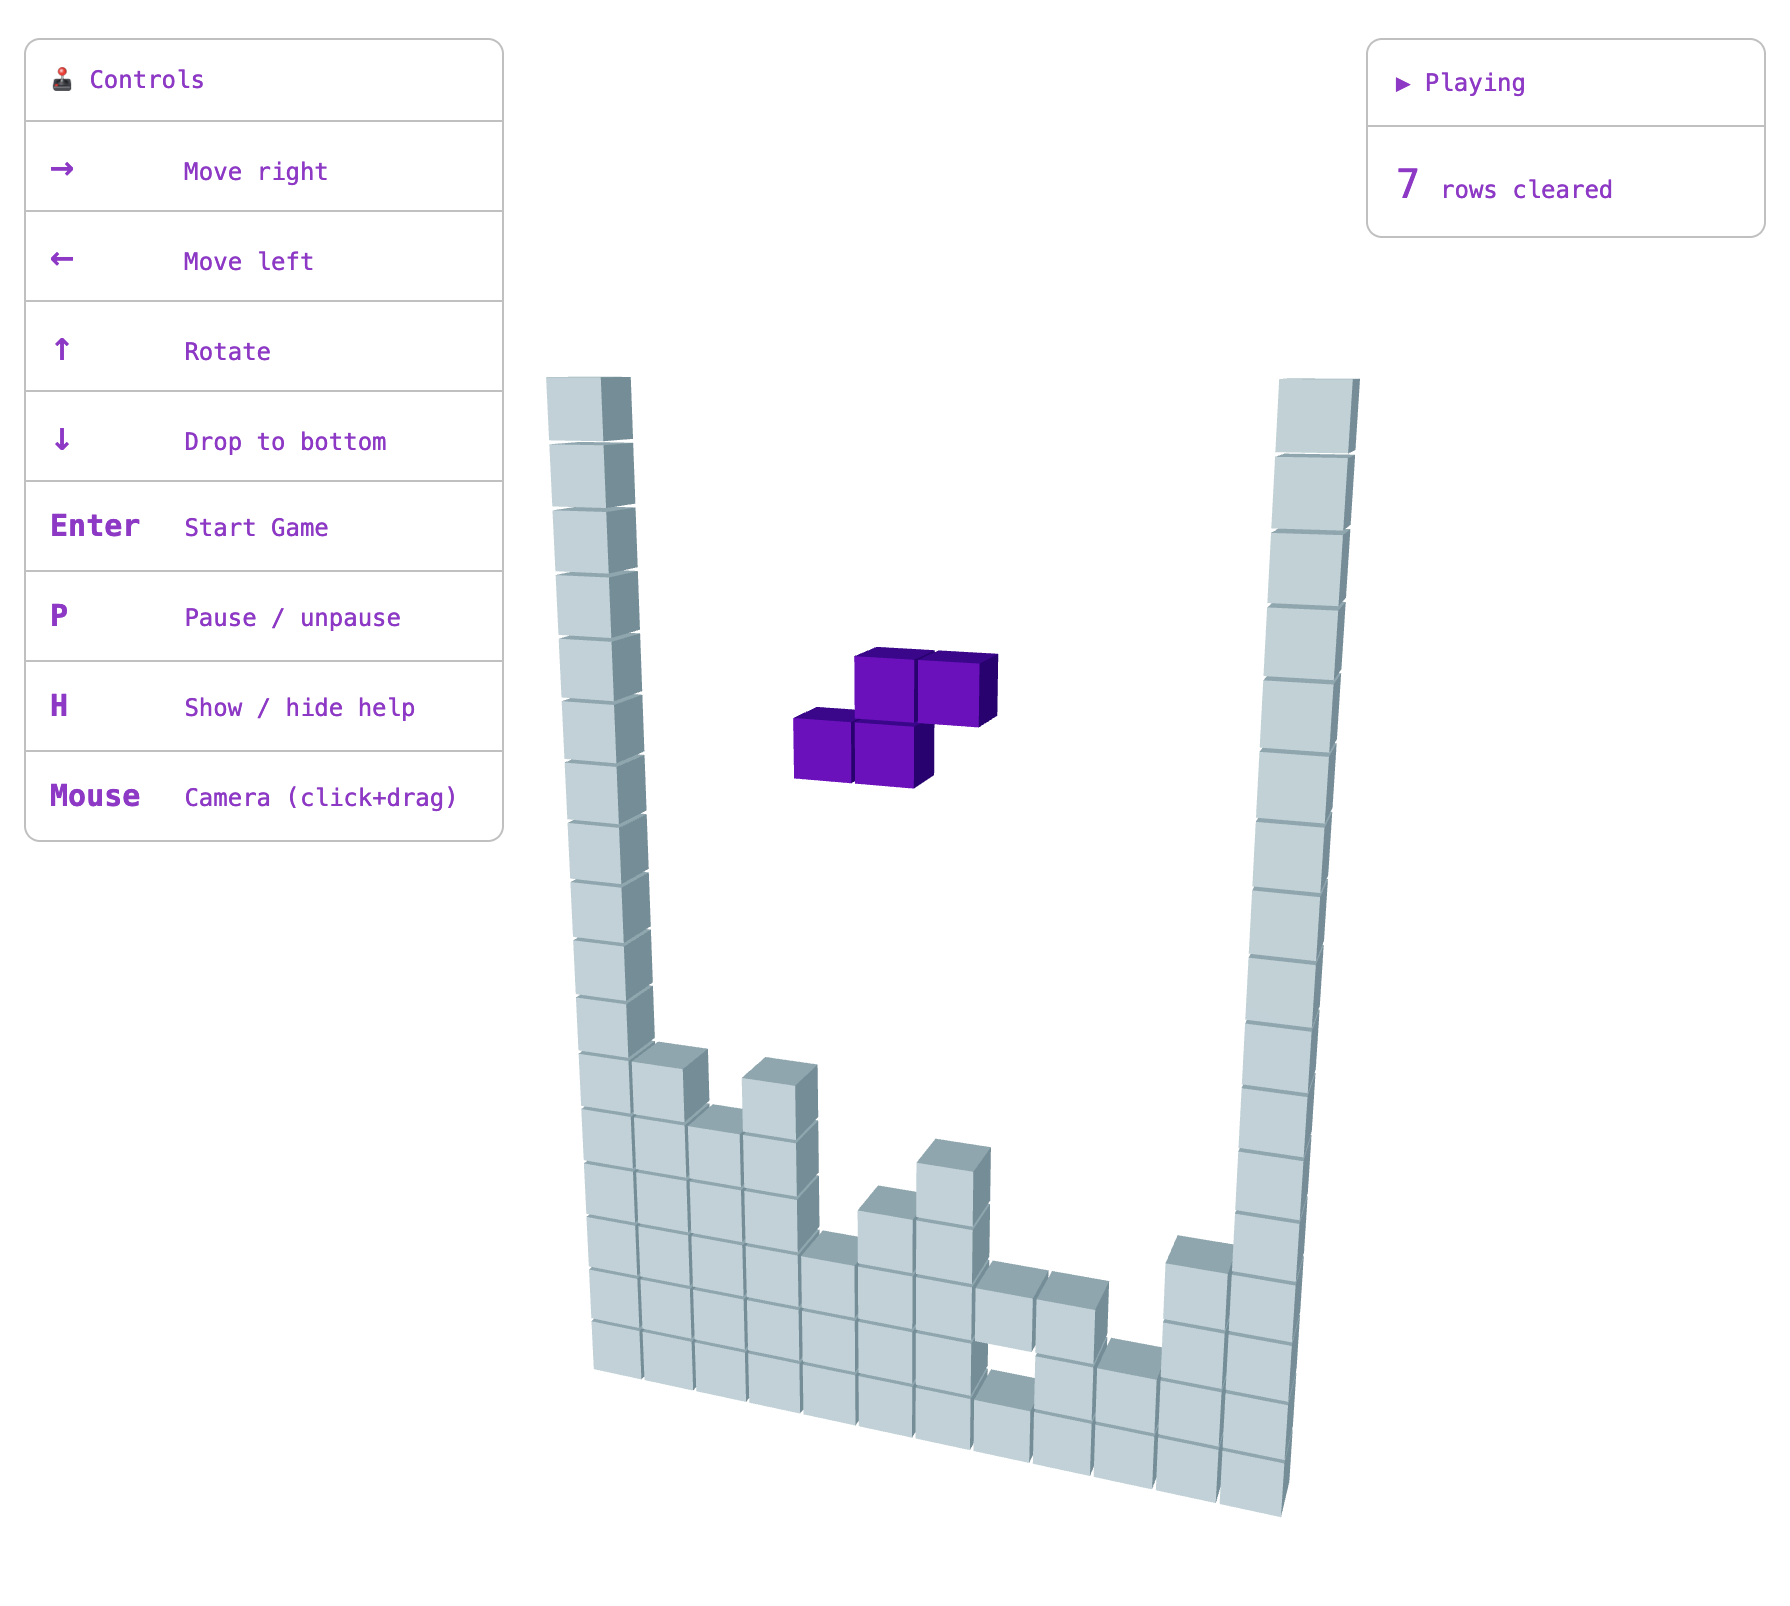 🕹️ Controls
→ Move right
← Move left
↑ Rotate
↓ Drop to bottom
Enter Start Game
P Pause / unpause
H Show / hide help
Mouse Camera (click+drag)
▶ Playing
7 rows cleared